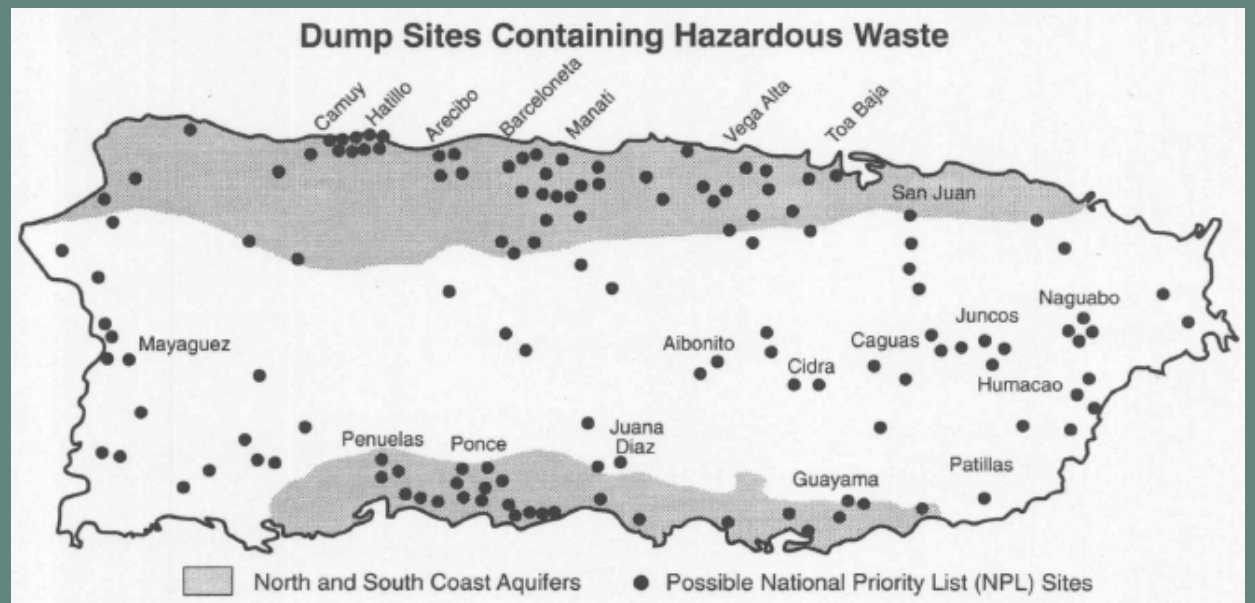 Dump Sites Containing Hazardous Waste
Camuy
Hatillo
Arecibo
Barceloneta
Manati
Vega Alta
Toa Baja
San Juan
Naguabo
Juncos
Mayaguez
Aibonito
Caguas
Cidra
Humacao
Juana
Diaz
Penuelas
Ponce
Patillas
Guayama
North and South Coast Aquifers
Possible National Priority List (NPL) Sites